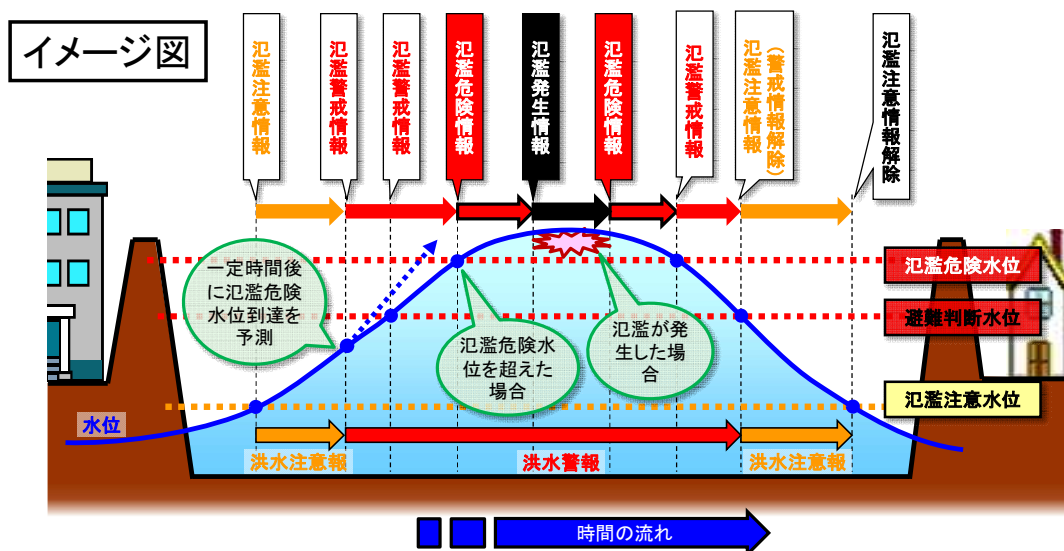 イメージ図
氾濫注意情報
氾濫警戒情報
氾濫警戒情報
氾濫危険情報
氾濫発生情報
氾濫危険情報
氾濫警戒情報
氾濫注意情報
(警戒情報解除)
氾濫注意情報解除
一定時間後
に氾濫危険
水位到達を
予測
氾濫危険水
位を超えた
場合
氾濫が発
生した場
合
氾濫危険水位
避難判断水位
氾濫注意水位
水位
洪水注意報
洪水警報
洪水注意報
時間の流れ